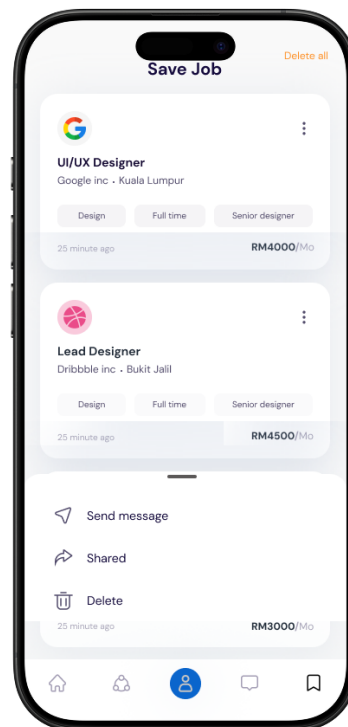 Delete all
Save Job
UI/UX Designer
Google inc • Kuala Lumpur
Design Full time Senior designer
25 minute ago RM4000/Mo
Lead Designer
Dribbble inc • Bukit Jalil
Design Full time Senior designer
25 minute ago RM4500/Mo
Send message
Shared
Delete
25 minute ago RM3000/Mo